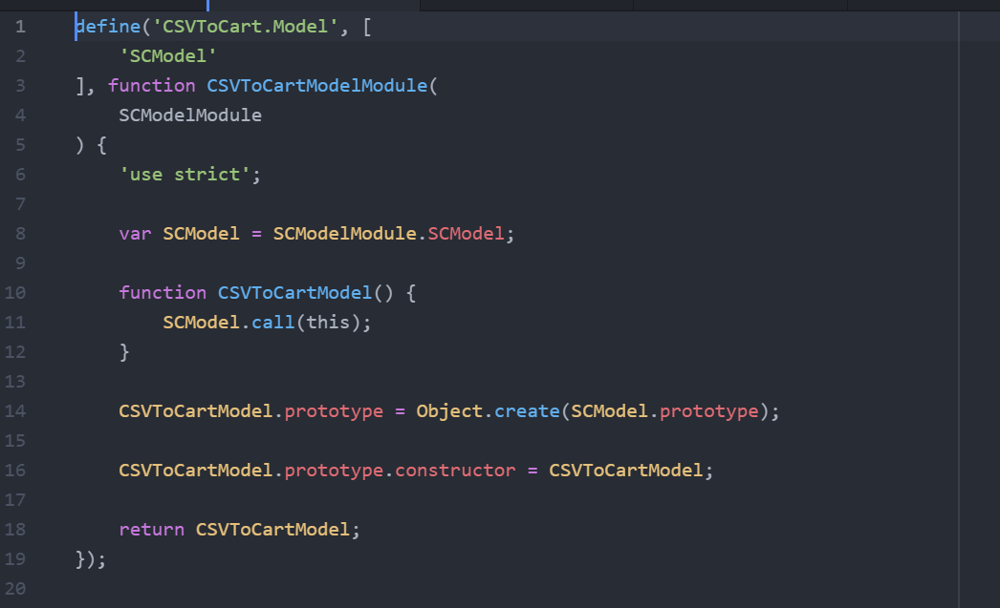 1 define('CSVToCart.Model', [
2     'SCModel'
3 ], function CSVToCartModelModule(
4     SCModelModule
5 ) {
6     'use strict';
7
8     var SCModel = SCModelModule.SCModel;
9
10     function CSVToCartModel() {
11         SCModel.call(this);
12     }
13
14     CSVToCartModel.prototype = Object.create(SCModel.prototype);
15
16     CSVToCartModel.prototype.constructor = CSVToCartModel;
17
18     return CSVToCartModel;
19 });
20